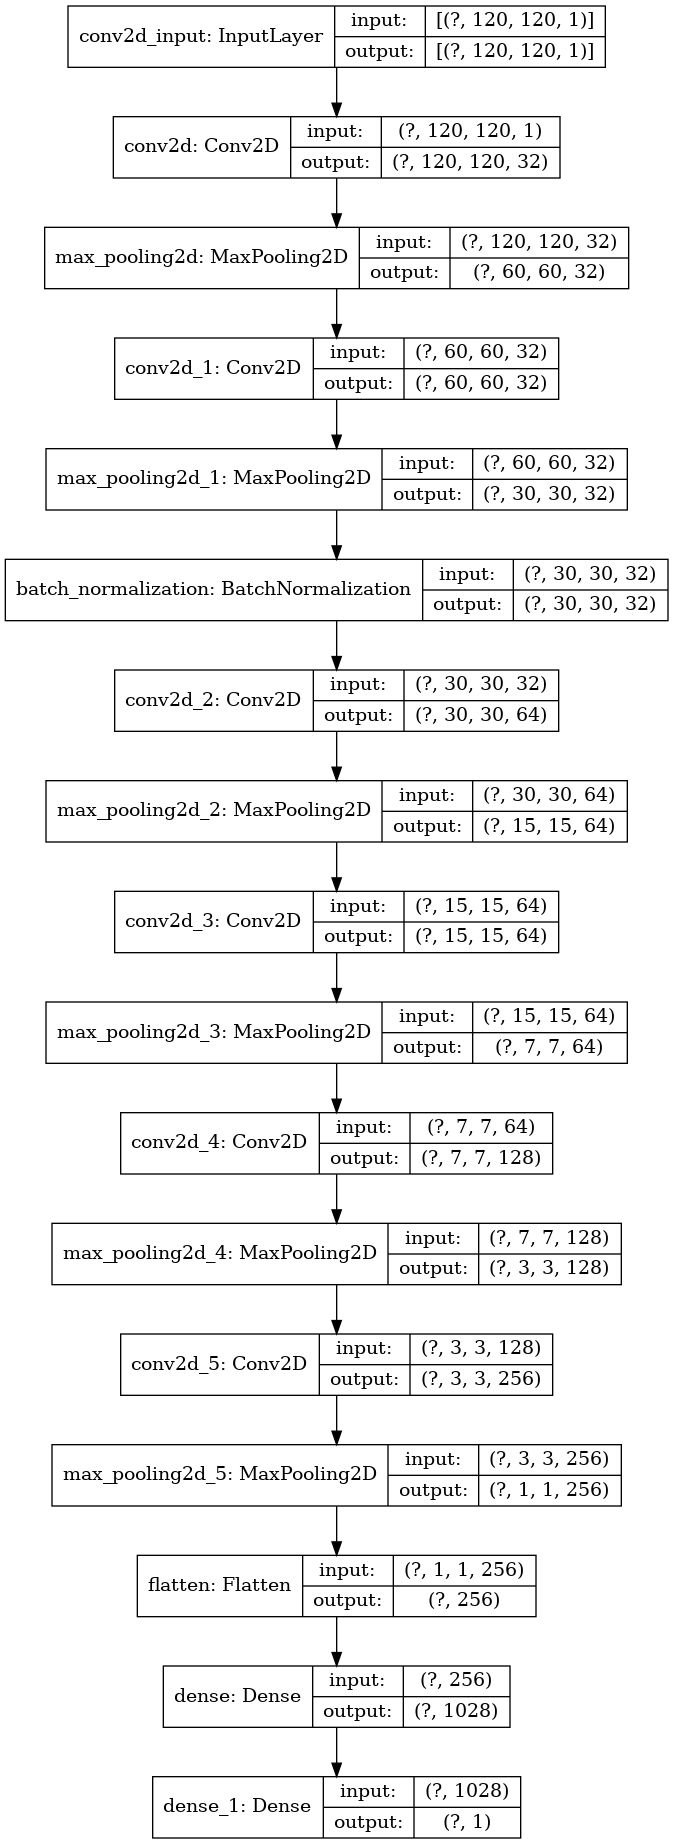 conv2d_input: InputLayer
input:
[(?, 120, 120, 1)]
output:
[(?, 120, 120, 1)]
conv2d: Conv2D
input:
(?, 120, 120, 1)
output:
(?, 120, 120, 32)
max_pooling2d: MaxPooling2D
input:
(?, 120, 120, 32)
output:
(?, 60, 60, 32)
conv2d_1: Conv2D
input:
(?, 60, 60, 32)
output:
(?, 60, 60, 32)
max_pooling2d_1: MaxPooling2D
input:
(?, 60, 60, 32)
output:
(?, 30, 30, 32)
batch_normalization: BatchNormalization
input:
(?, 30, 30, 32)
output:
(?, 30, 30, 32)
conv2d_2: Conv2D
input:
(?, 30, 30, 32)
output:
(?, 30, 30, 64)
max_pooling2d_2: MaxPooling2D
input:
(?, 30, 30, 64)
output:
(?, 15, 15, 64)
conv2d_3: Conv2D
input:
(?, 15, 15, 64)
output:
(?, 15, 15, 64)
max_pooling2d_3: MaxPooling2D
input:
(?, 15, 15, 64)
output:
(?, 7, 7, 64)
conv2d_4: Conv2D
input:
(?, 7, 7, 64)
output:
(?, 7, 7, 128)
max_pooling2d_4: MaxPooling2D
input:
(?, 7, 7, 128)
output:
(?, 3, 3, 128)
conv2d_5: Conv2D
input:
(?, 3, 3, 128)
output:
(?, 3, 3, 256)
max_pooling2d_5: MaxPooling2D
input:
(?, 3, 3, 256)
output:
(?, 1, 1, 256)
flatten: Flatten
input:
(?, 1, 1, 256)
output:
(?, 256)
dense: Dense
input:
(?, 256)
output:
(?, 1028)
dense_1: Dense
input:
(?, 1028)
output:
(?, 1)